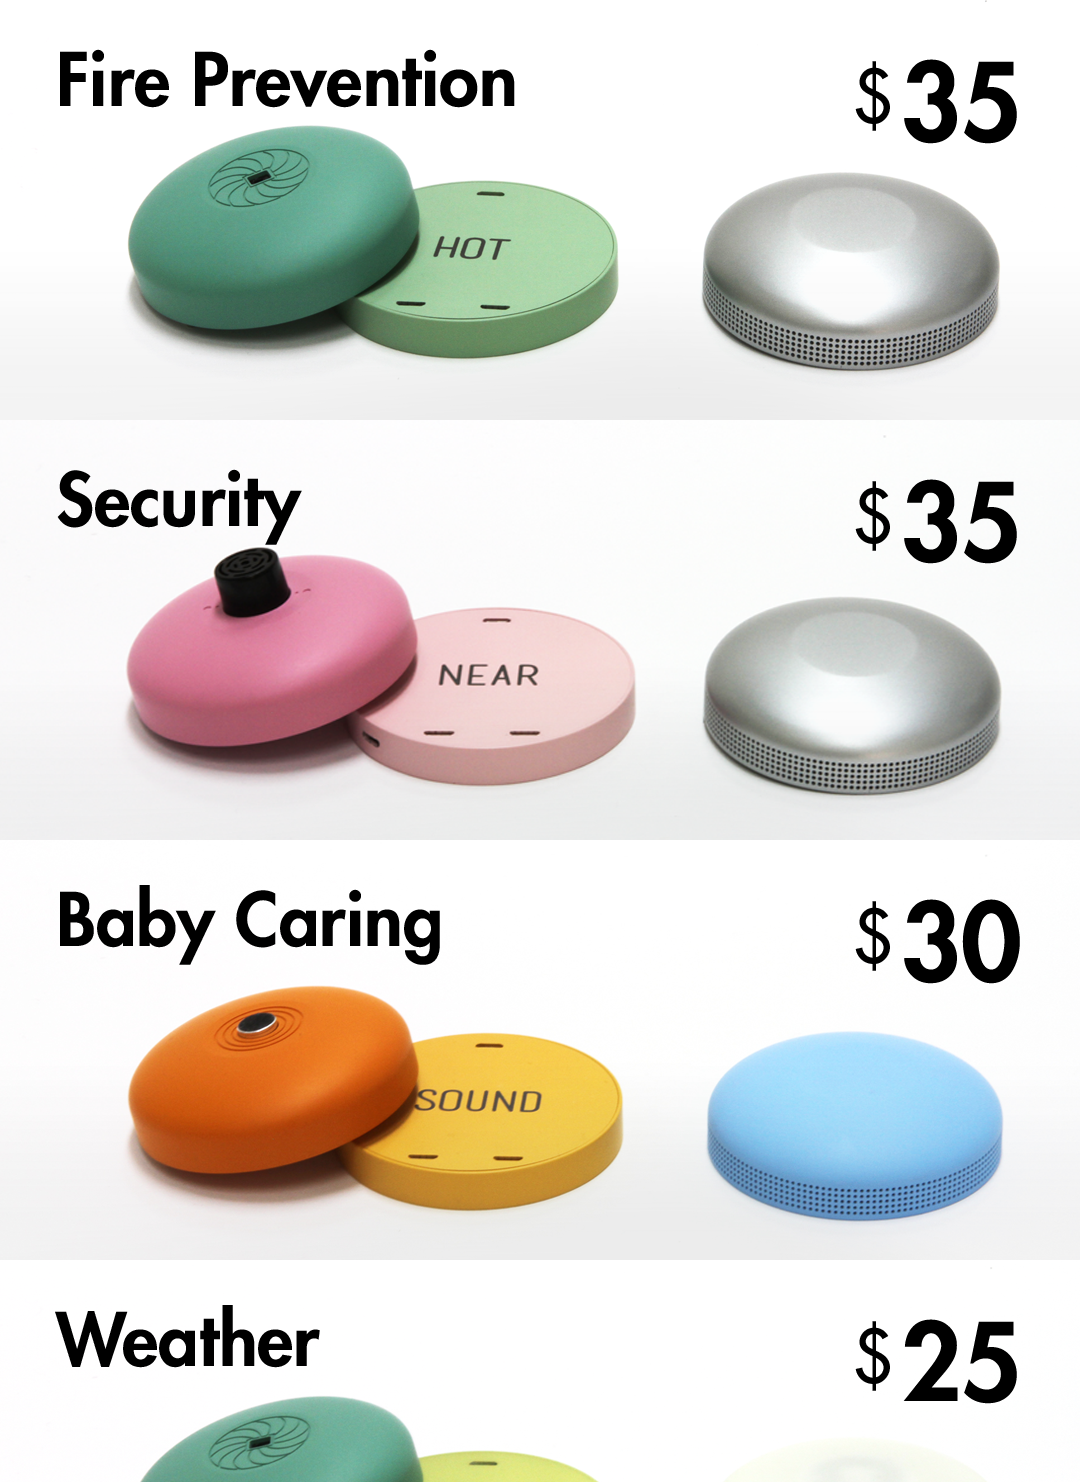 Fire Prevention
$35
HOT
Security
$35
NEAR
Baby Caring
$30
SOUND
Weather
$25